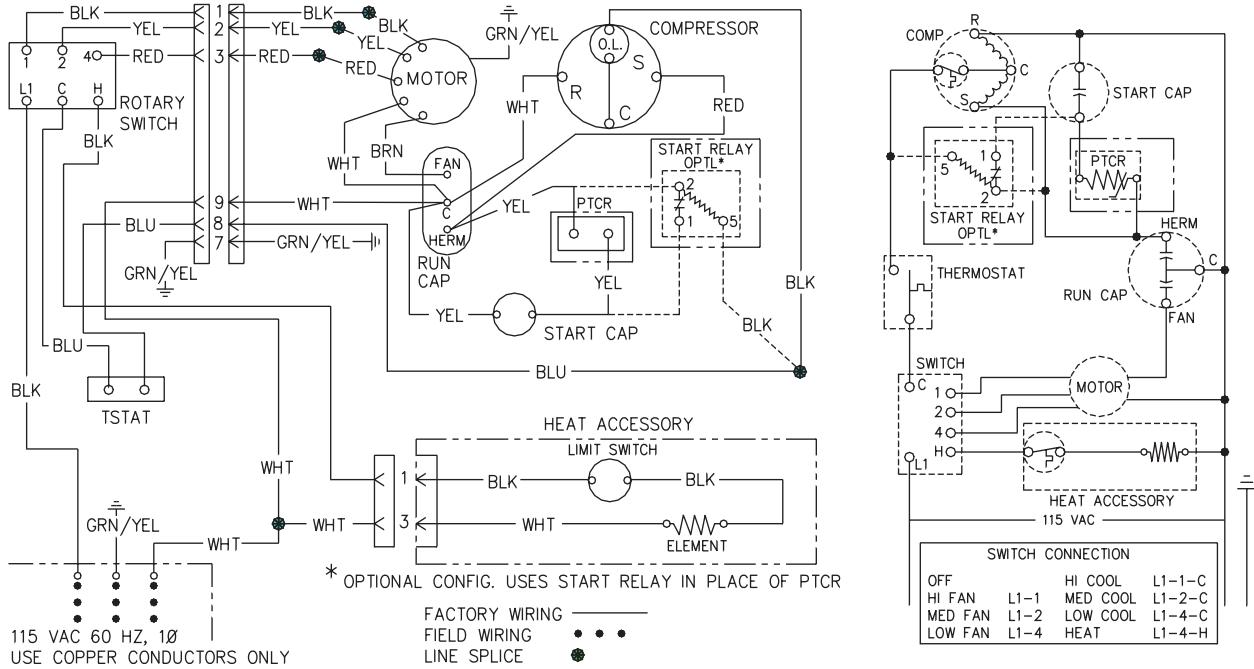 BLK
YEL
RED
1
2
4
L1
C
H
ROTARY
SWITCH
BLK
1
2
3
9
8
7
BLK
YEL
RED
BLK
YEL
RED
MOTOR
GRN/YEL
COMPRESSOR
O.L.
S
R
C
WHT
RED
WHT
BRN
FAN
C
HERM
RUN
CAP
WHT
BLU
GRN/YEL
GRN/YEL
YEL
PTCR
YEL
START RELAY
OPTL*
2
1
5
YEL
START CAP
BLK
BLK
BLU
BLU
TSTAT
BLK
WHT
WHT
GRN/YEL
WHT
HEAT ACCESSORY
LIMIT SWITCH
1
BLK
BLK
3
WHT
ELEMENT
* OPTIONAL CONFIG. USES START RELAY IN PLACE OF PTCR
FACTORY WIRING
FIELD WIRING
LINE SPLICE
115 VAC 60 HZ, 1Ø
USE COPPER CONDUCTORS ONLY
COMP.
R
C
S
START CAP
PTCR
5
1
2
START RELAY
OPTL*
HERM
C
RUN CAP
FAN
THERMOSTAT
SWITCH
C
1
2
4
H
L1
MOTOR
HEAT ACCESSORY
115 VAC
SWITCH CONNECTION
OFF HI COOL L1-1-C
HI FAN L1-1 MED COOL L1-2-C
MED FAN L1-2 LOW COOL L1-4-C
LOW FAN L1-4 HEAT L1-4-H